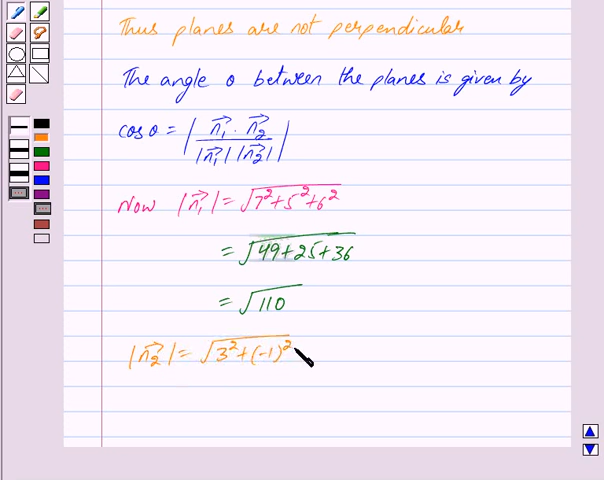 Thus planes are not perpendicular
The angle θ between the planes is given by
cos θ = | n₁⃗ . n₂⃗ / |n₁⃗| |n₂⃗| |
Now |n₁⃗| = √7² + 5² + 6²
= √49 + 25 + 36
= √110
|n₂⃗| = √3² + (-1)²